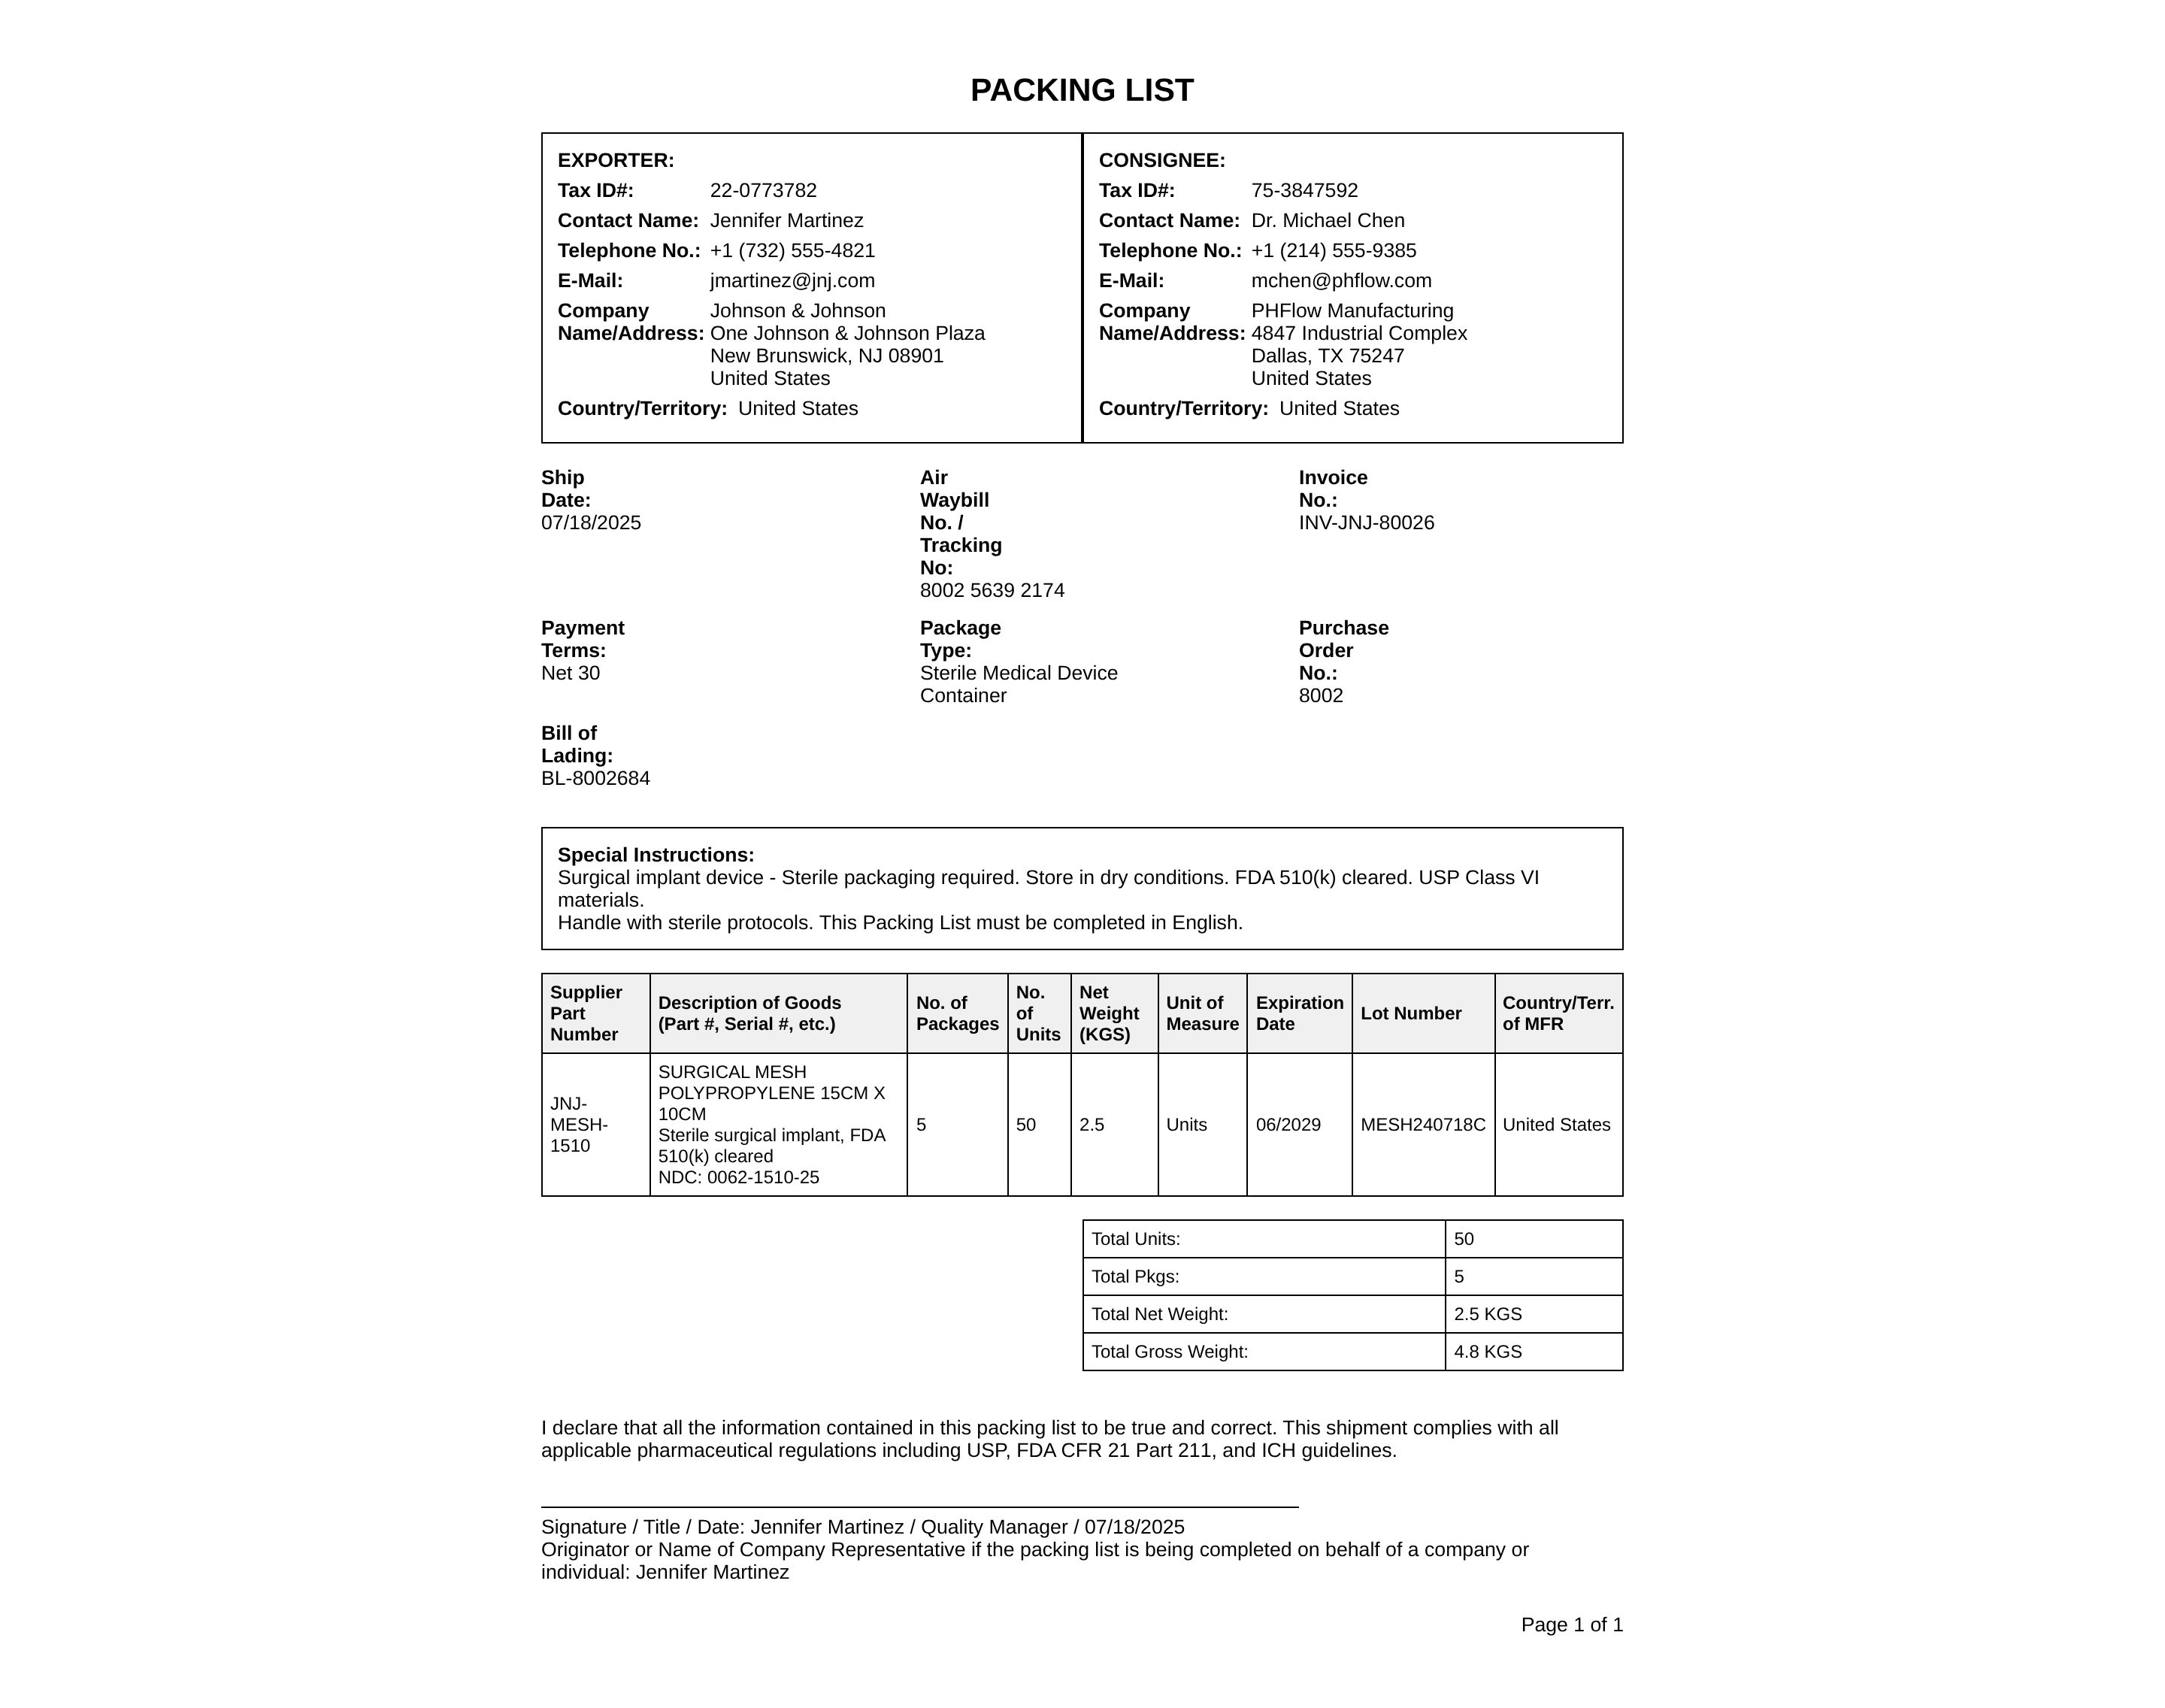 PACKING LIST
EXPORTER:
Tax ID#: 22-0773782
Contact Name: Jennifer Martinez
Telephone No.: +1 (732) 555-4821
E-Mail: jmartinez@jnj.com
Company Johnson & Johnson
Name/Address: One Johnson & Johnson Plaza
New Brunswick, NJ 08901
United States
Country/Territory: United States
CONSIGNEE:
Tax ID#: 75-3847592
Contact Name: Dr. Michael Chen
Telephone No.: +1 (214) 555-9385
E-Mail: mchen@phflow.com
Company PHFlow Manufacturing
Name/Address: 4847 Industrial Complex
Dallas, TX 75247
United States
Country/Territory: United States
Ship
Date:
07/18/2025
Air
Waybill
No. /
Tracking
No:
8002 5639 2174
Invoice
No.:
INV-JNJ-80026
Payment
Terms:
Net 30
Package
Type:
Sterile Medical Device
Container
Purchase
Order
No.:
8002
Bill of
Lading:
BL-8002684
Special Instructions:
Surgical implant device - Sterile packaging required. Store in dry conditions. FDA 510(k) cleared. USP Class VI
materials.
Handle with sterile protocols. This Packing List must be completed in English.
Supplier
Part
Number
Description of Goods
(Part #, Serial #, etc.)
No. of
Packages
No.
of
Units
Net
Weight
(KGS)
Unit of
Measure
Expiration
Date
Lot Number
Country/Terr.
of MFR
JNJ-
MESH-
1510
SURGICAL MESH
POLYPROPYLENE 15CM X
10CM
Sterile surgical implant, FDA
510(k) cleared
NDC: 0062-1510-25
5
50
2.5
Units
06/2029
MESH240718C
United States
Total Units: 50
Total Pkgs: 5
Total Net Weight: 2.5 KGS
Total Gross Weight: 4.8 KGS
I declare that all the information contained in this packing list to be true and correct. This shipment complies with all
applicable pharmaceutical regulations including USP, FDA CFR 21 Part 211, and ICH guidelines.
Signature / Title / Date: Jennifer Martinez / Quality Manager / 07/18/2025
Originator or Name of Company Representative if the packing list is being completed on behalf of a company or
individual: Jennifer Martinez
Page 1 of 1